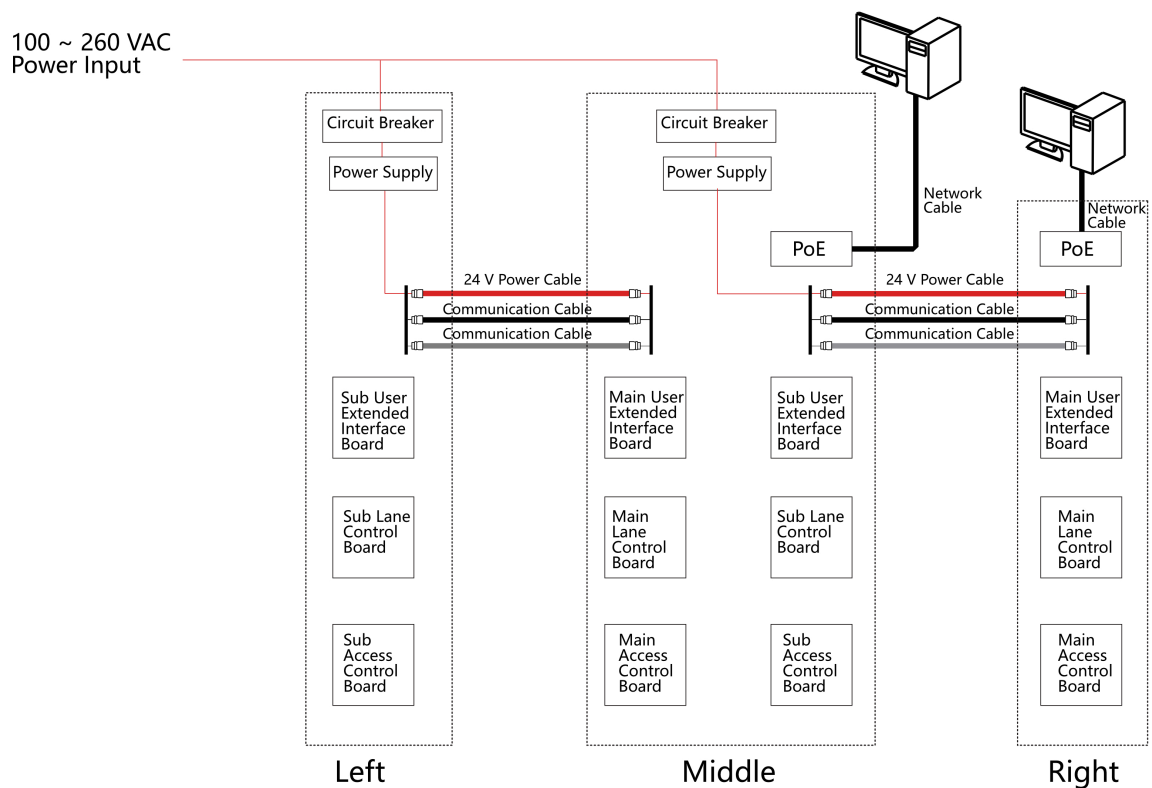 100 ~ 260 VAC
Power Input
Circuit Breaker
Circuit Breaker
Power Supply
Power Supply
Network
Cable
Network
Cable
PoE
PoE
24 V Power Cable
24 V Power Cable
Communication Cable
Communication Cable
Communication Cable
Communication Cable
Sub User
Extended
Interface
Board
Main User
Extended
Interface
Board
Sub User
Extended
Interface
Board
Main User
Extended
Interface
Board
Sub Lane
Control
Board
Main
Lane
Control
Board
Sub Lane
Control
Board
Main
Lane
Control
Board
Sub
Access
Control
Board
Main
Access
Control
Board
Sub
Access
Control
Board
Main
Access
Control
Board
Left
Middle
Right